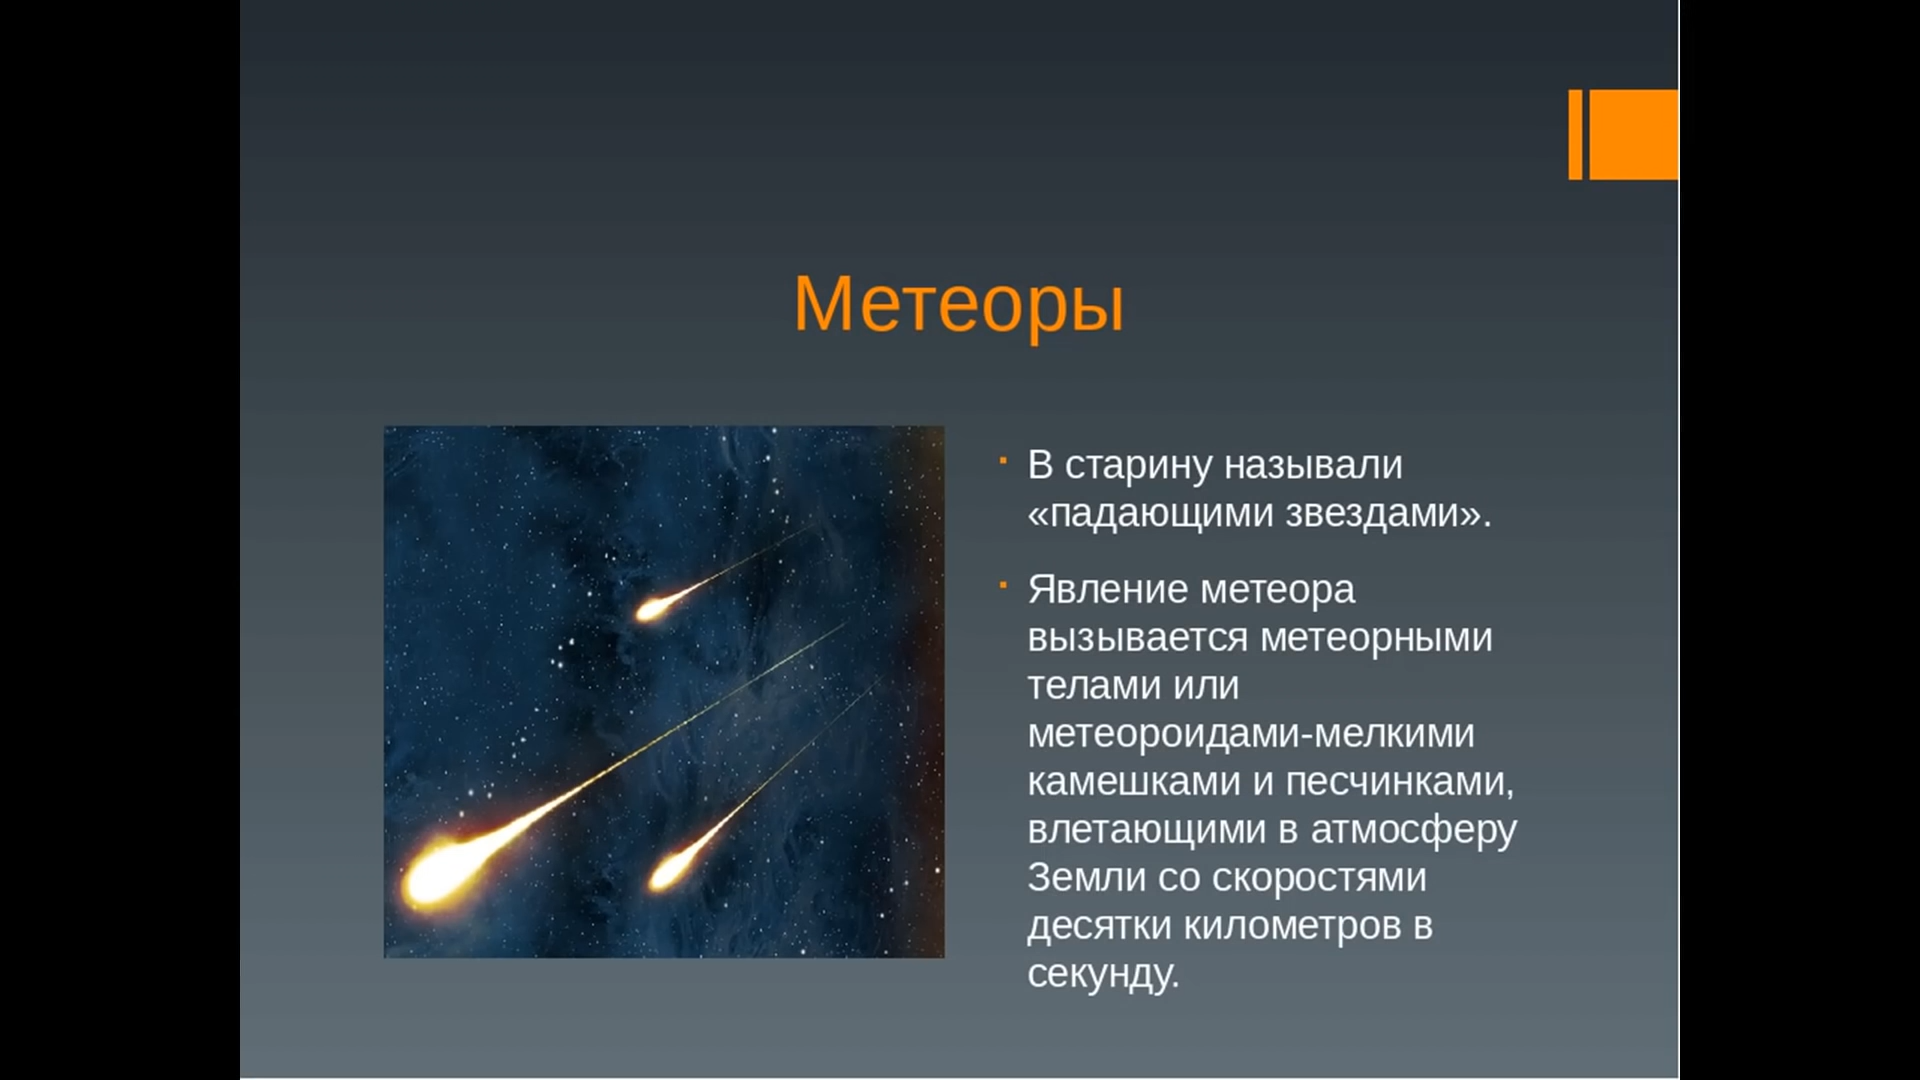 Метеоры
В старину называли
«падающими звездами».
Явление метеора
вызывается метеорными
телами или
метеороидами-мелкими
камешками и песчинками,
влетающими в атмосферу
Земли со скоростями
десятки километров в
секунду.